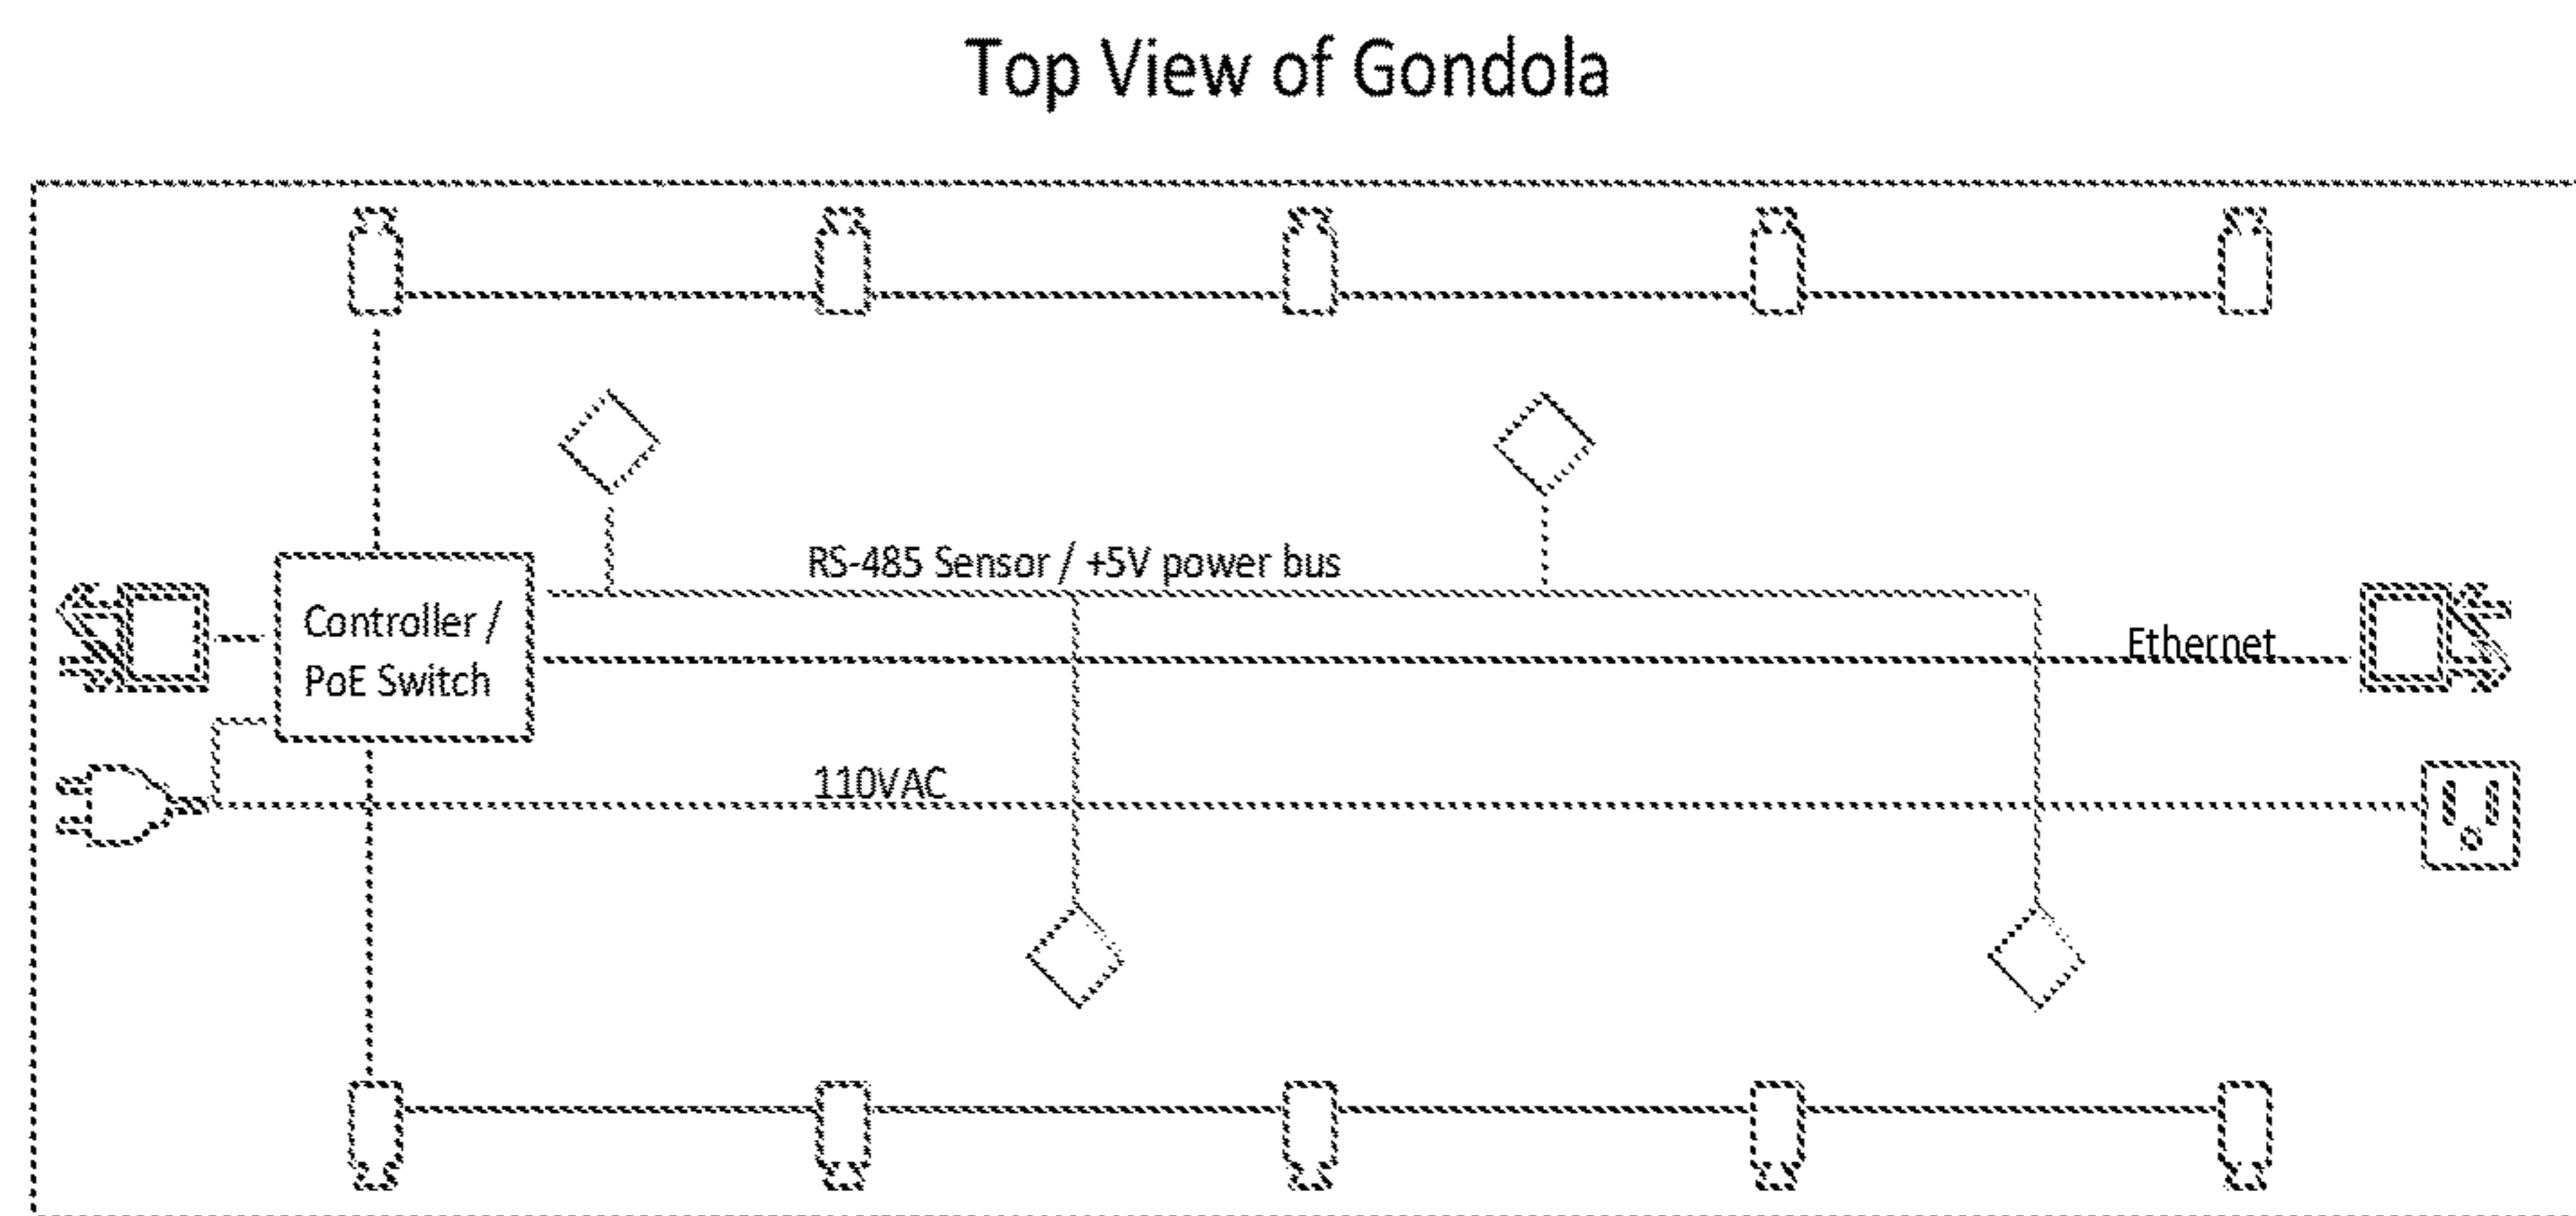 Top View of Gondola
RS-485 Sensor / +5V power bus
Controller /
PoE Switch
Ethernet
110VAC